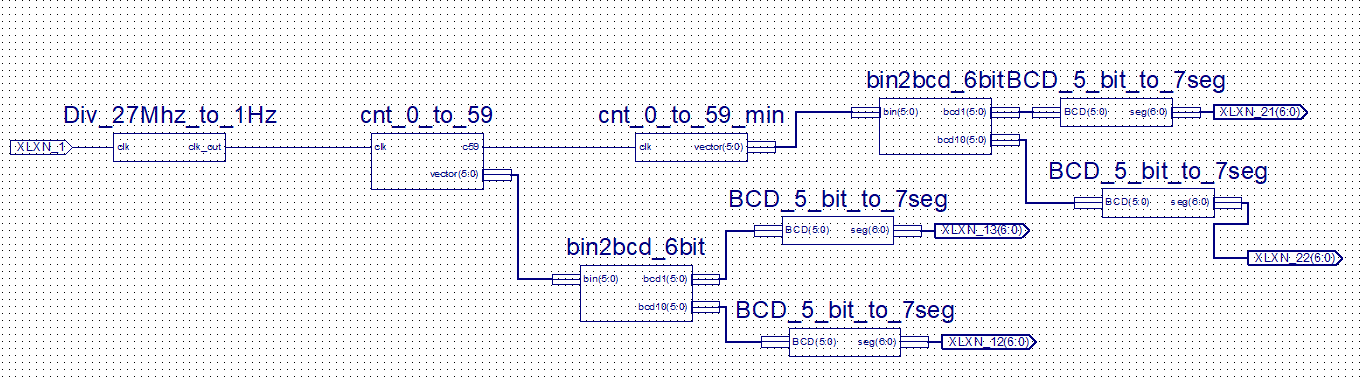 bin2bcd_6bit
BCD_5_bit_to_7seg
bin(5:0)
bcd1(5:0)
bcd10(5:0)
BCD(5:0)
seg(6:0)
XLXN_21(6:0)
Div_27Mhz_to_1Hz
XLXN_1
clk
clk_out
cnt_0_to_59
clk
c59
vector(5:0)
cnt_0_to_59_min
clk
vector(5:0)
BCD_5_bit_to_7seg
BCD(5:0)
seg(6:0)
XLXN_22(6:0)
BCD_5_bit_to_7seg
BCD(5:0)
seg(6:0)
XLXN_13(6:0)
bin2bcd_6bit
bin(5:0)
bcd1(5:0)
bcd10(5:0)
BCD_5_bit_to_7seg
BCD(5:0)
seg(6:0)
XLXN_12(6:0)